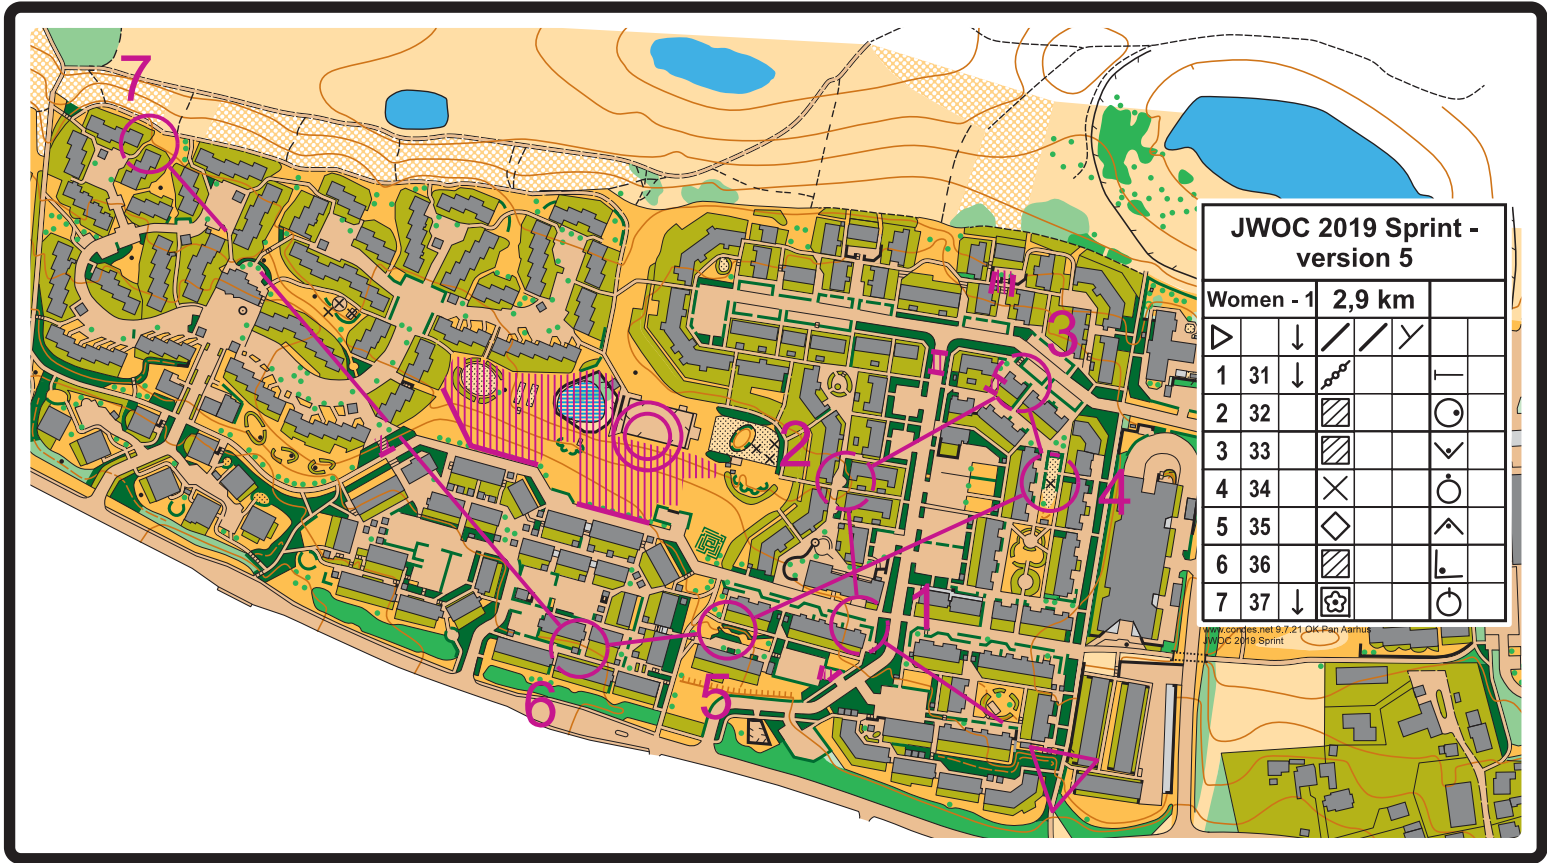 7
3
2
4
1
5
6
JWOC 2019 Sprint -
version 5
Women - 1 2,9 km
1 31
2 32
3 33
4 34
5 35
6 36
7 37
www.condes.net 9.7.21 OK Pan Aarhus
JWOC 2019 Sprint